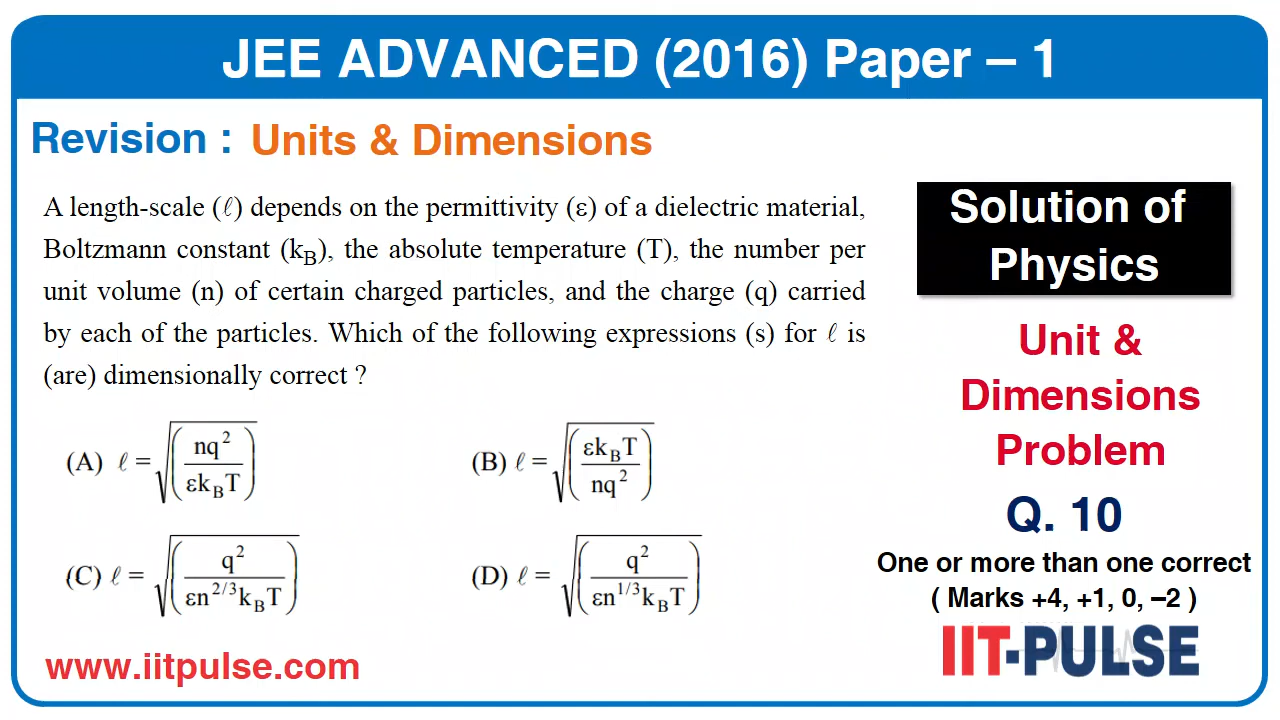 JEE ADVANCED (2016) Paper – 1
Revision : Units & Dimensions
A length-scale (ℓ) depends on the permittivity (ε) of a dielectric material,
Boltzmann constant (k_B), the absolute temperature (T), the number per
unit volume (n) of certain charged particles, and the charge (q) carried
by each of the particles. Which of the following expressions (s) for ℓ is
(are) dimensionally correct ?
(A) ℓ = √(nq²/εk_BT)
(B) ℓ = √(εk_BT/nq²)
(C) ℓ = √(q²/εn^{2/3}k_BT)
(D) ℓ = √(q²/εn^{1/3}k_BT)
www.iitpulse.com
Solution of
Physics
Unit &
Dimensions
Problem
Q. 10
One or more than one correct
( Marks +4, +1, 0, –2 )
IIT-PULSE